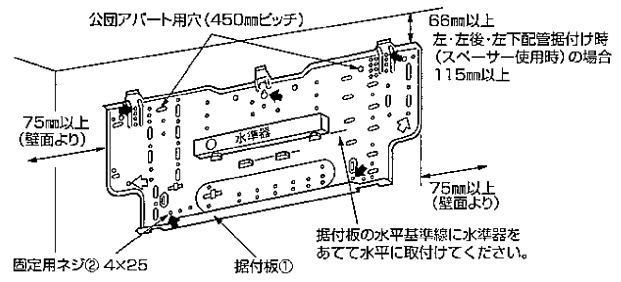 公団アパート用穴（450㎜ピッチ）
66㎜以上
左・左後・左下配管据付け時
（スペーサー使用時）の場合
115㎜以上
75㎜以上
（壁面より）
水準器
75㎜以上
（壁面より）
据付板の水平基準線に水準器を
あてて水平に取付けてください。
固定用ネジ② 4×25
据付板①